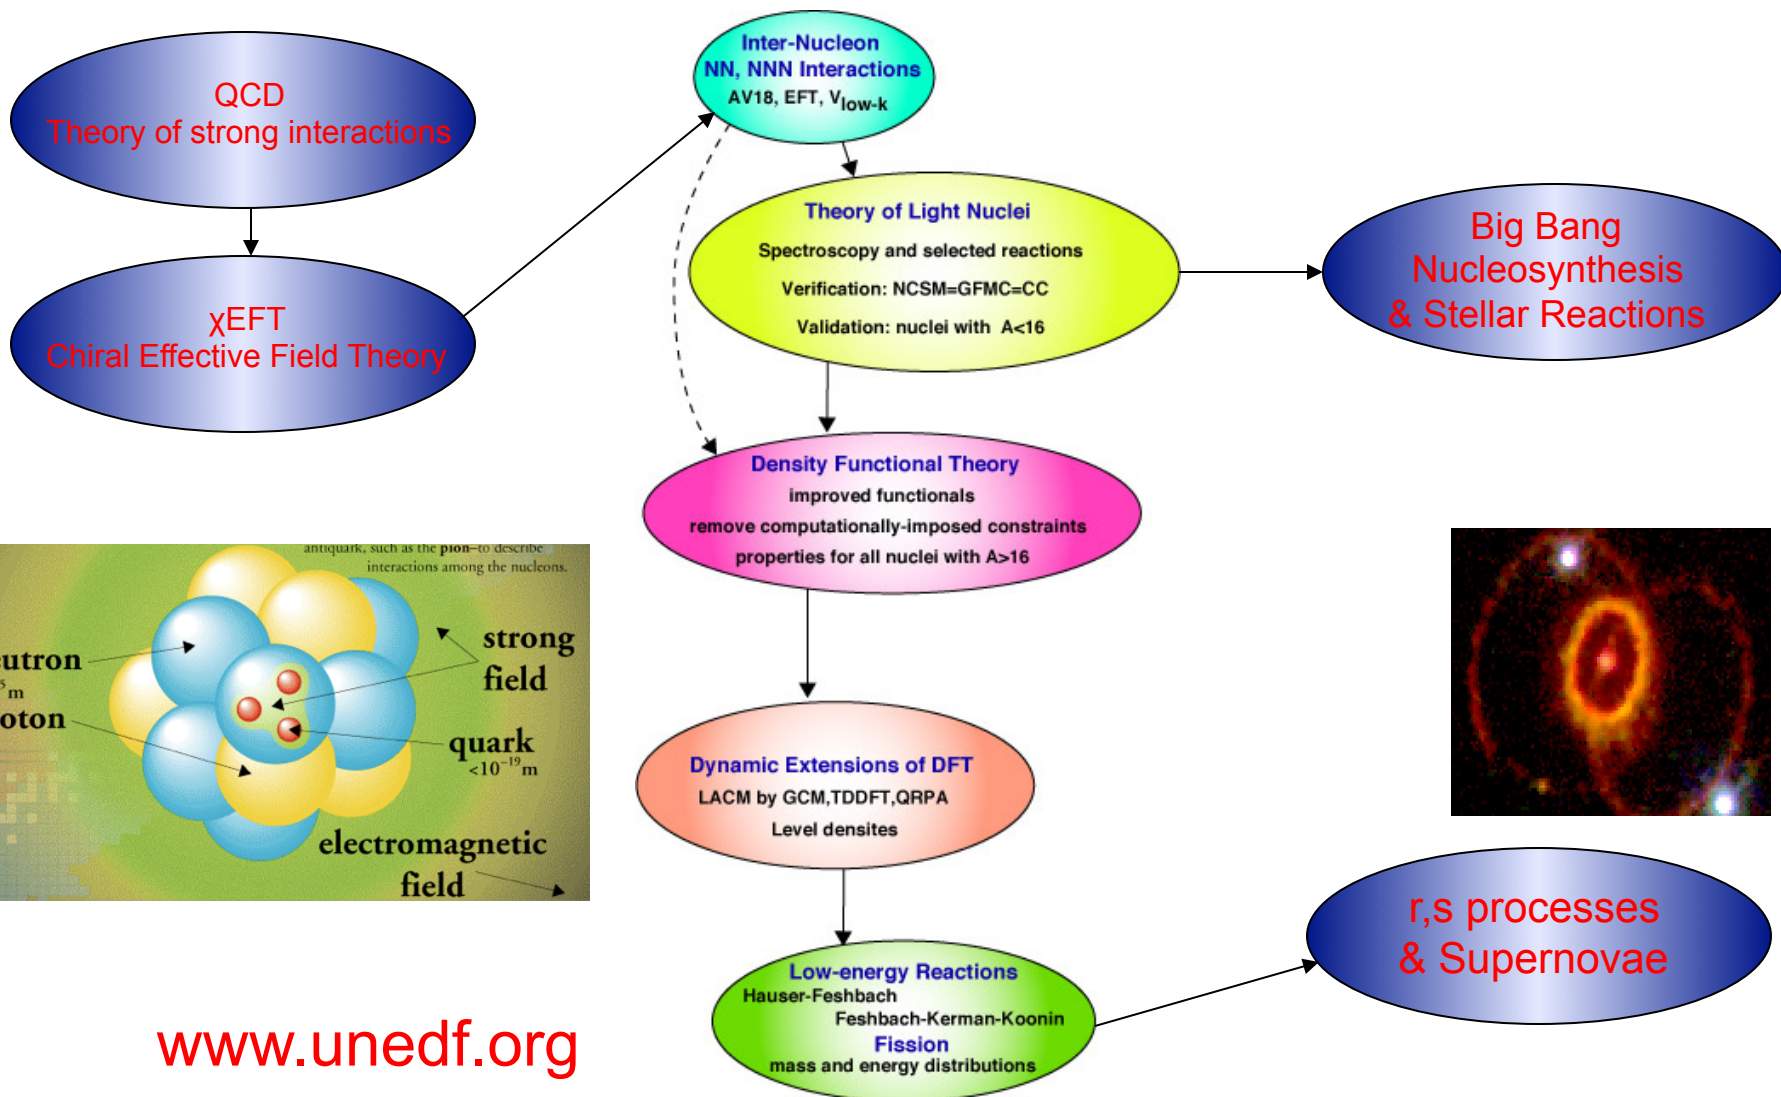 QCD
Theory of strong interactions
χEFT
Chiral Effective Field Theory
Inter-Nucleon
NN, NNN Interactions
AV18, EFT, Vlow-k
Theory of Light Nuclei
Spectroscopy and selected reactions
Verification: NCSM=GFMC=CC
Validation: nuclei with A<16
Big Bang
Nucleosynthesis
& Stellar Reactions
Density Functional Theory
improved functionals
remove computationally-imposed constraints
properties for all nuclei with A>16
antiquark, such as the pion–to describe
interactions among the nucleons.
strong
field
eutron
m
oton
quark
<10⁻¹⁹m
electromagnetic
field
Dynamic Extensions of DFT
LACM by GCM,TDDFT,QRPA
Level densites
Low-energy Reactions
Hauser-Feshbach
Feshbach-Kerman-Koonin
Fission
mass and energy distributions
r,s processes
& Supernovae
www.unedf.org